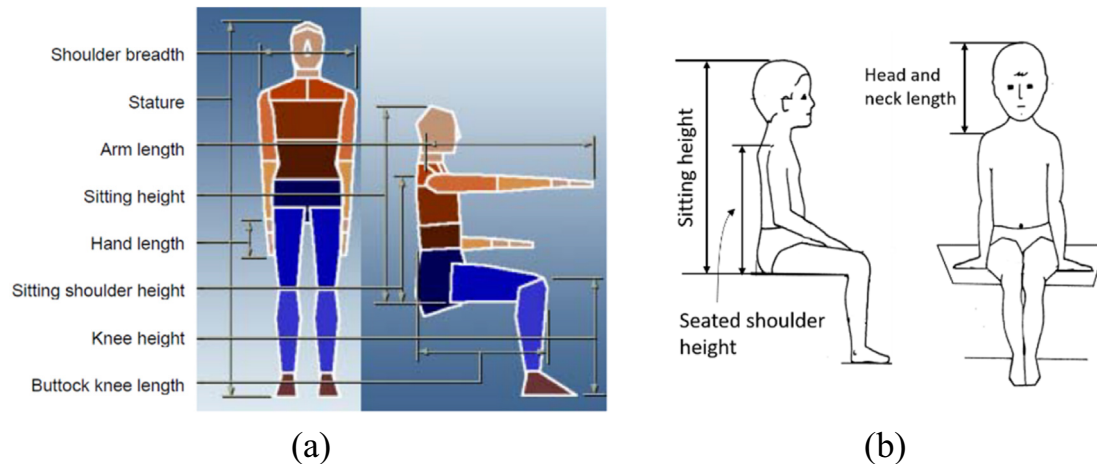 Shoulder breadth
Stature
Arm length
Sitting height
Hand length
Sitting shoulder height
Knee height
Buttock knee length
(a)
Sitting height
Seated shoulder
height
Head and
neck length
(b)